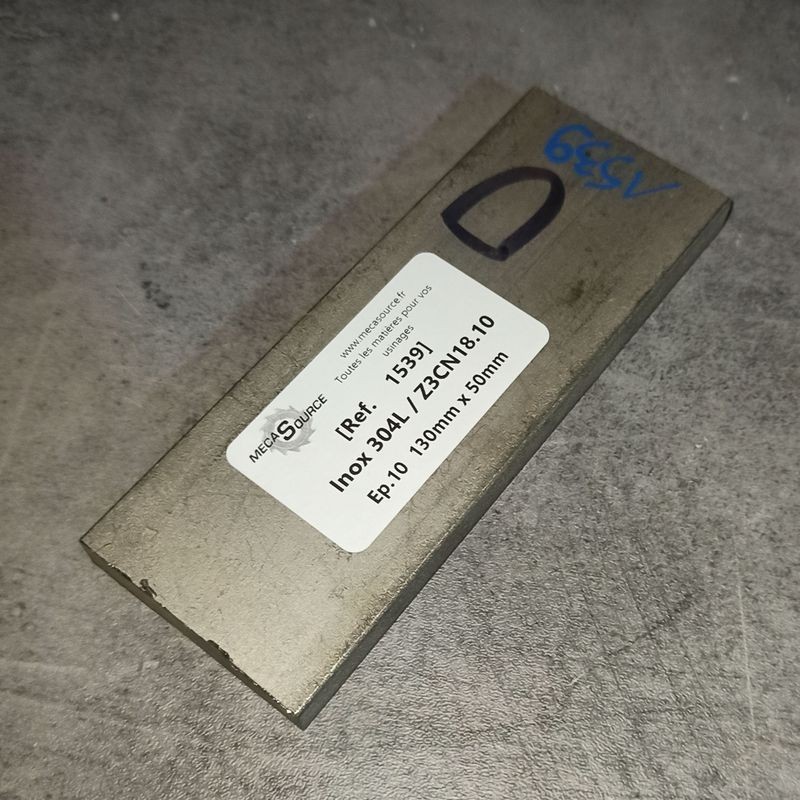 1539
D
www.mecasource.fr
Toutes les matières pour vos
usinages
MECASOURCE
[Ref. 1539]
Inox 304L / Z3CN18.10
Ep.10 130mm x 50mm